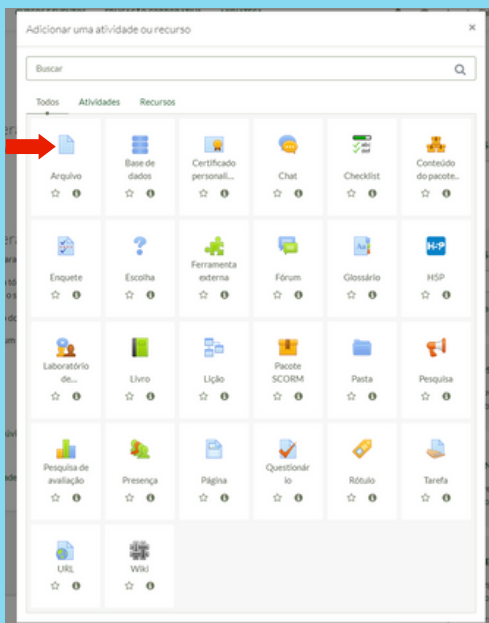 Adicionar uma atividade ou recurso
×
Buscar
Todos Atividades Recursos
Arquivo
Base de
dados
Certificado
personali...
Chat
Checklist
Conteúdo
do pacote...
Enquete
Escolha
Ferramenta
externa
Fórum
Glossário
H5P
Laboratório
de...
Livro
Lição
Pacote
SCORM
Pasta
Pesquisa
Pesquisa de
avaliação
Presença
Página
Questionár
io
Rótulo
Tarefa
URL
Wiki